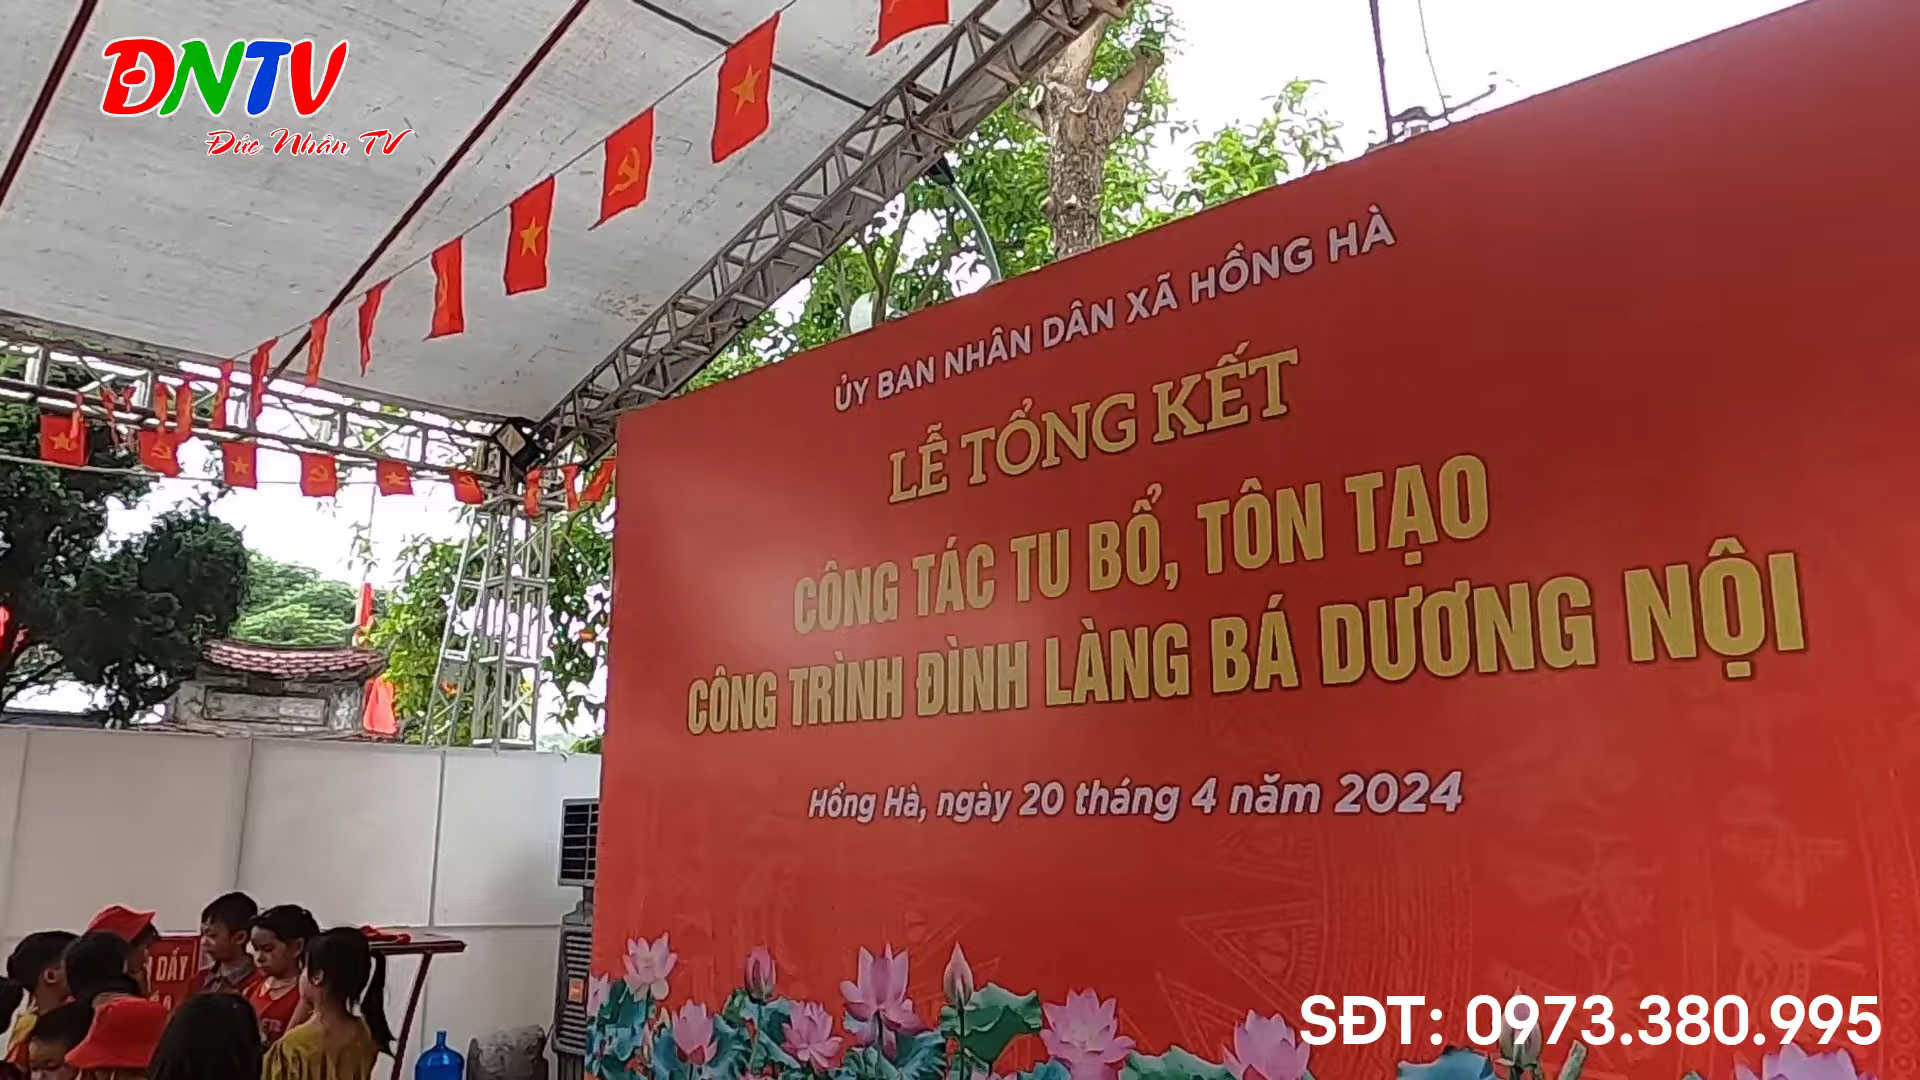 ĐNTV
Đức Nhân TV
ỦY BAN NHÂN DÂN XÃ HỒNG HÀ
LỄ TỔNG KẾT
CÔNG TÁC TU BỔ, TÔN TẠO
CÔNG TRÌNH ĐÌNH LÀNG BÁ DƯƠNG NỘI
Hồng Hà, ngày 20 tháng 4 năm 2024
DẤY
SĐT: 0973.380.995